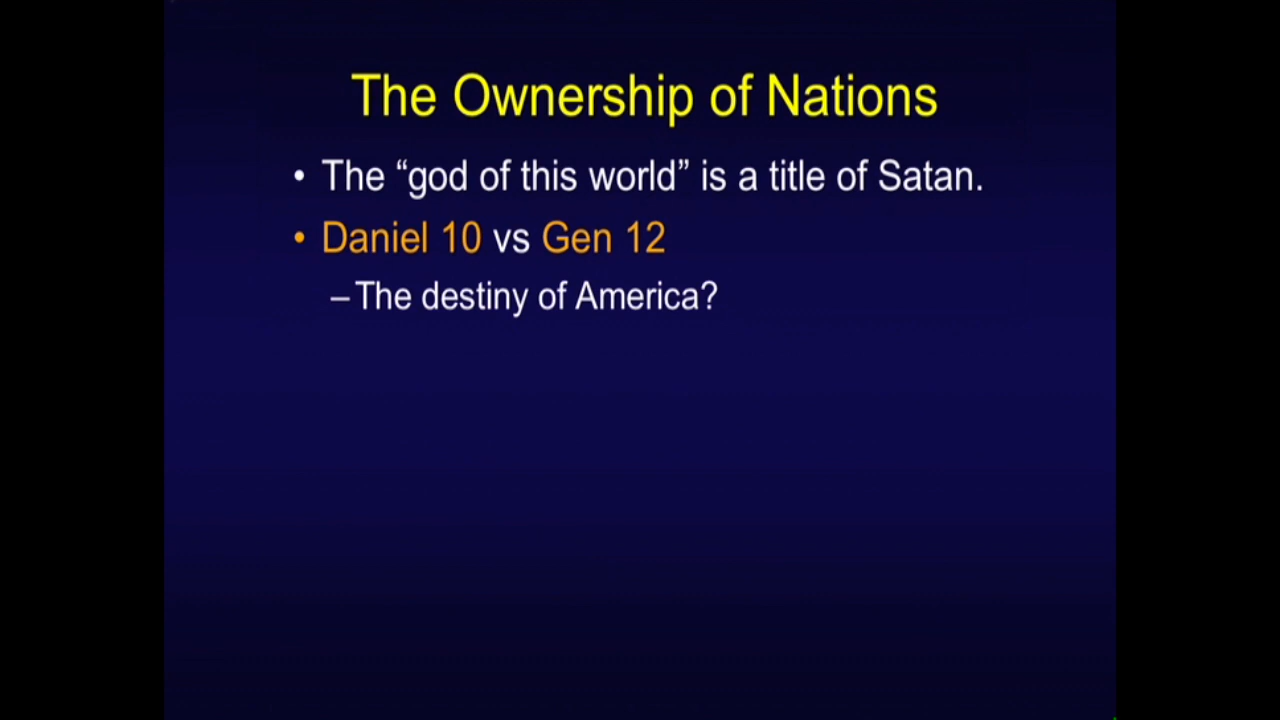 The Ownership of Nations
• The “god of this world” is a title of Satan.
• Daniel 10 vs Gen 12
–The destiny of America?